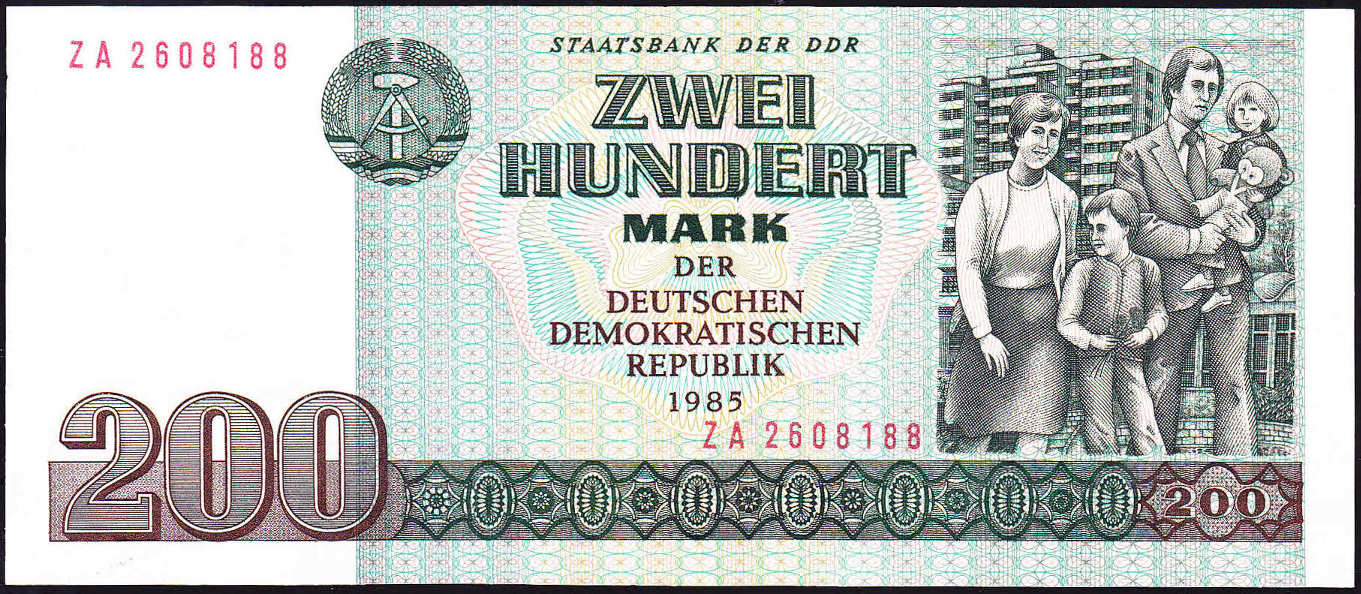 ZA 2608188
STAATSBANK DER DDR
ZWEI
HUNDERT
MARK
DER
DEUTSCHEN
DEMOKRATISCHEN
REPUBLIK
1985
ZA 2608188
200
200